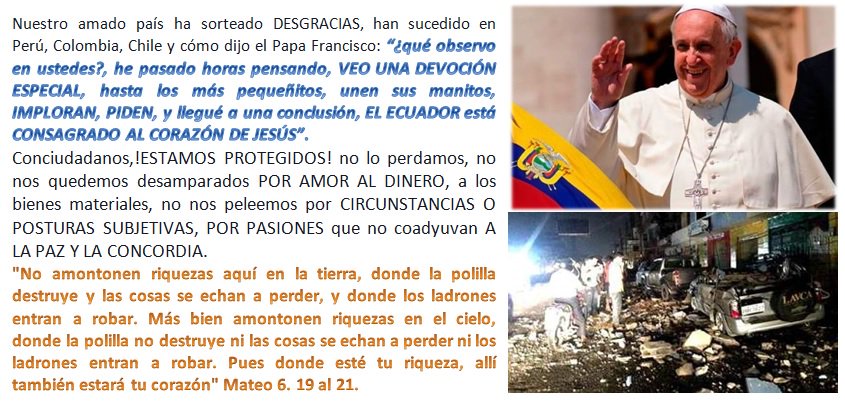 Nuestro amado país ha sorteado DESGRACIAS, han sucedido en
Perú, Colombia, Chile y cómo dijo el Papa Francisco: “¿qué observo
en ustedes?, he pasado horas pensando, VEO UNA DEVOCIÓN
ESPECIAL, hasta los más pequeñitos, unen sus manitos,
IMPLORAN, PIDEN, y llegué a una conclusión, EL ECUADOR está
CONSAGRADO AL CORAZÓN DE JESÚS”.
Conciudadanos,!ESTAMOS PROTEGIDOS! no lo perdamos, no
nos quedemos desamparados POR AMOR AL DINERO, a los
bienes materiales, no nos peleemos por CIRCUNSTANCIAS O
POSTURAS SUBJETIVAS, POR PASIONES que no coadyuvan A
LA PAZ Y LA CONCORDIA.
"No amontonen riquezas aquí en la tierra, donde la polilla
destruye y las cosas se echan a perder, y donde los ladrones
entran a robar. Más bien amontonen riquezas en el cielo,
donde la polilla no destruye ni las cosas se echan a perder ni los
ladrones entran a robar. Pues donde esté tu riqueza, allí
también estará tu corazón" Mateo 6. 19 al 21.